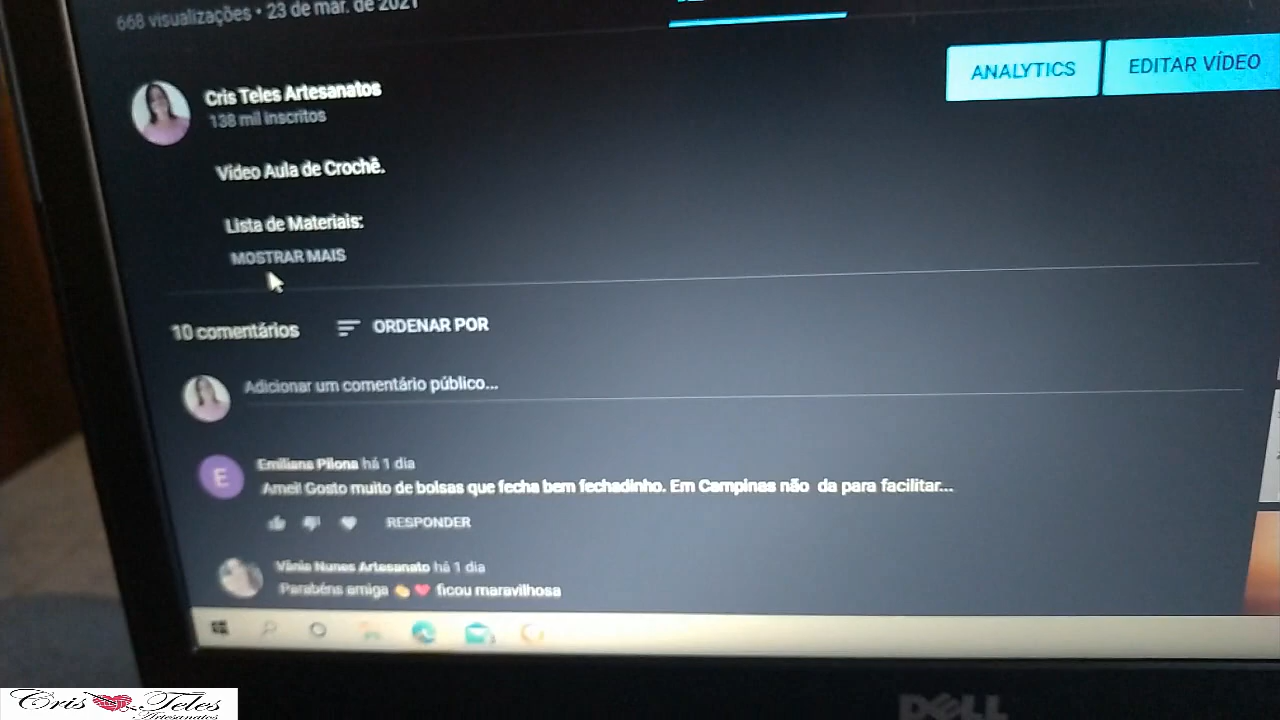 668 visualizações • 23 de mar. de 2021
ANALYTICS
EDITAR VÍDEO
Cris Teles Artesanatos
138 mil inscritos
Vídeo Aula de Crochê.
Lista de Materiais:
MOSTRAR MAIS
10 comentários
ORDENAR POR
Adicionar um comentário público...
E
Emiliana Pilona há 1 dia
Amei! Gosto muito de bolsas que fecha bem fechadinho. Em Campinas não da para facilitar...
RESPONDER
Vânia Nunes Artesanato há 1 dia
Parabéns amiga 👏❤️ ficou maravilhosa
DELL
Cris Teles
Artesanatos